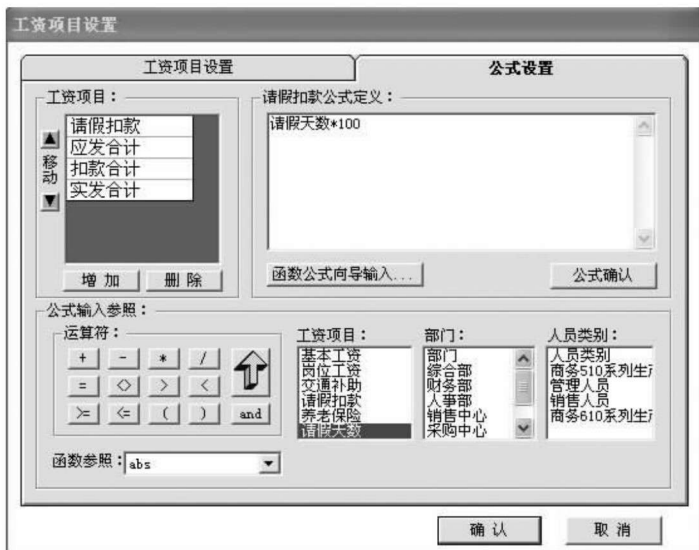 工资项目设置
工资项目设置
公式设置
工资项目：
请假扣款
应发合计
扣款合计
实发合计
移动
增加
删除
请假扣款公式定义：
请假天数*100
函数公式向导输入...
公式确认
公式输入参照：
运算符：
+ - * /
= <> > <
>= <= ( ) and
函数参照：abs
工资项目：
基本工资
岗位工资
交通补助
请假扣款
养老保险
请假天数
部门：
部门
综合部
财务部
人事部
销售中心
采购中心
人员类别：
人员类别
商务510系列生产
管理人员
销售人员
商务610系列生产
确认
取消